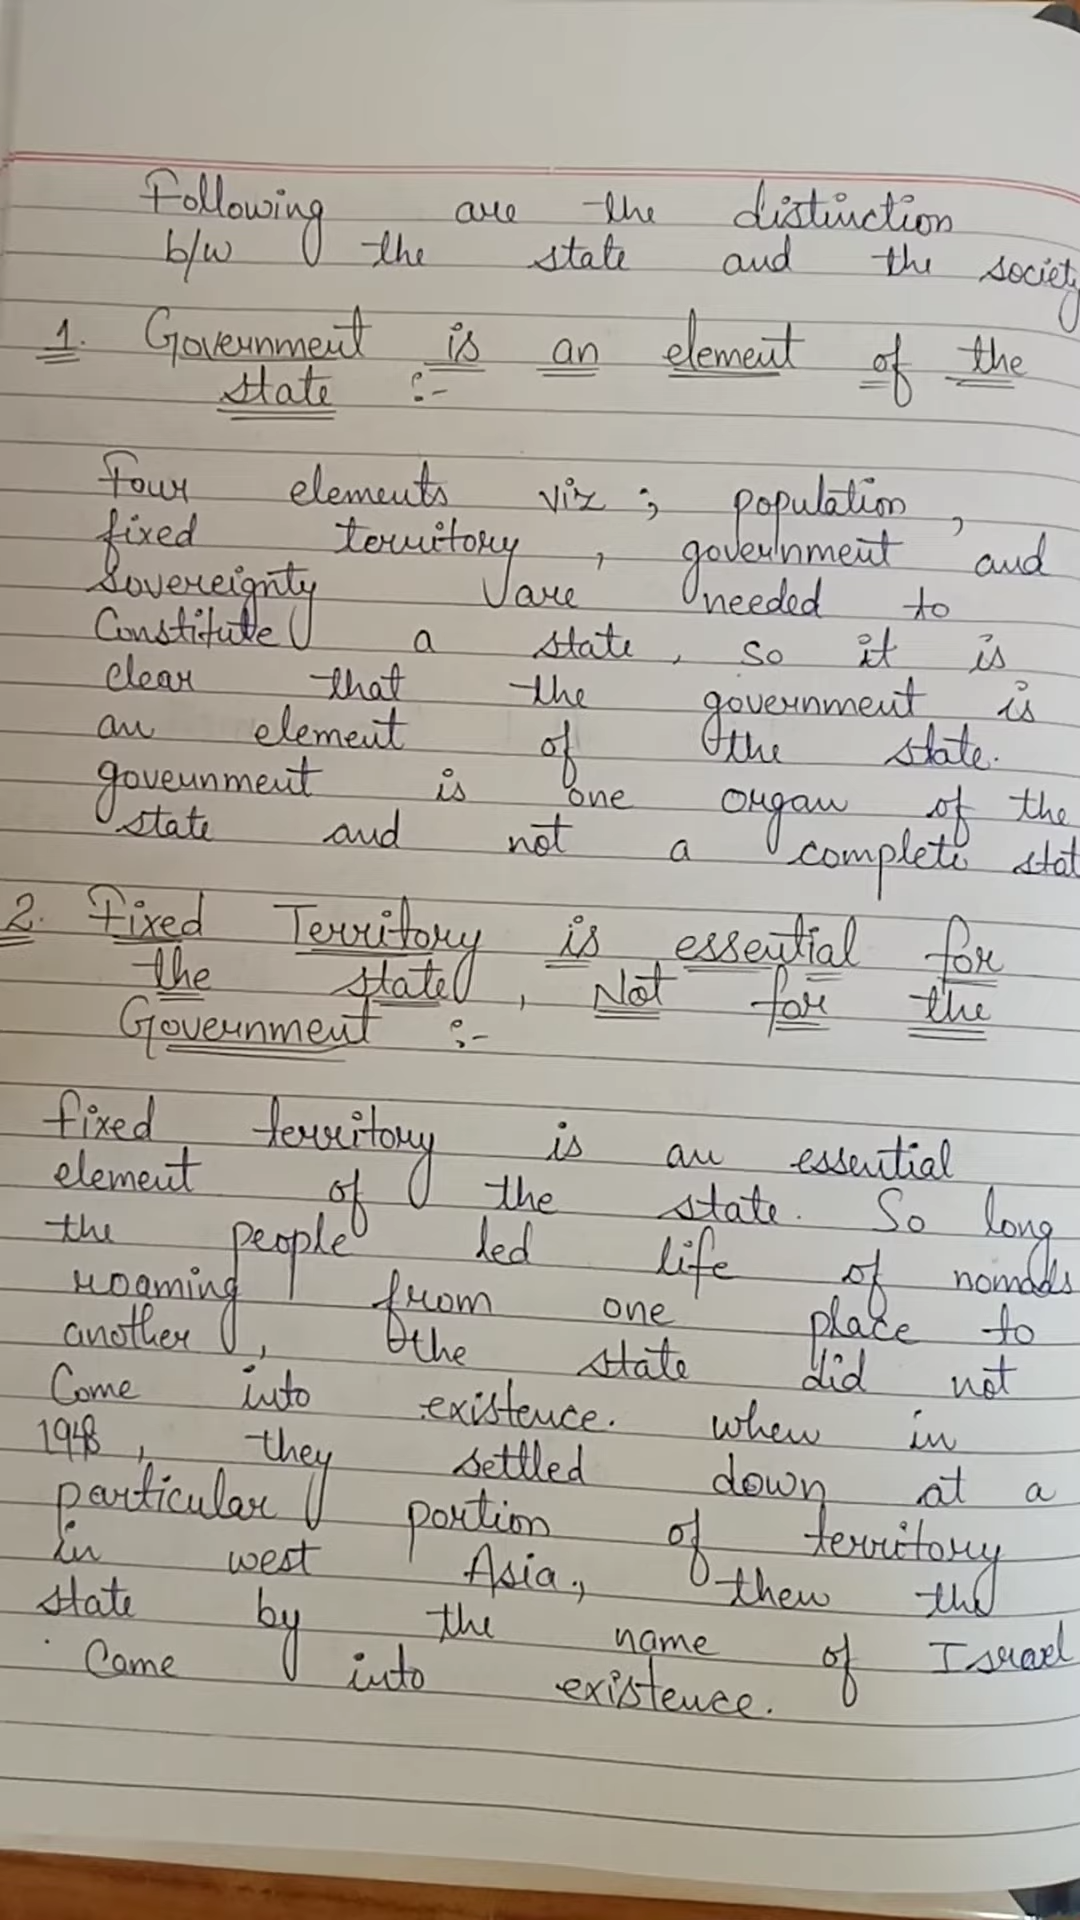 Following are the distinction
b/w the state and the society
1. Government is an element of the
state :-
Four elements viz ; population ,
fixed territory , government and
Sovereignty are needed to
Constitute a state , so it is
clear that the government is
an element of the state.
government is one organ of the
state and not a complete stat
2. Fixed Territory is essential for
the state , Not for the
Government :-
fixed territory is an essential
element of the state. So long
the people led life of nomads
roaming from one place to
another , the state did not
Come into existence. when in
1948 , they settled down at a
particular portion of territory
in west Asia , then the
state by the name of Israel
Came into existence.